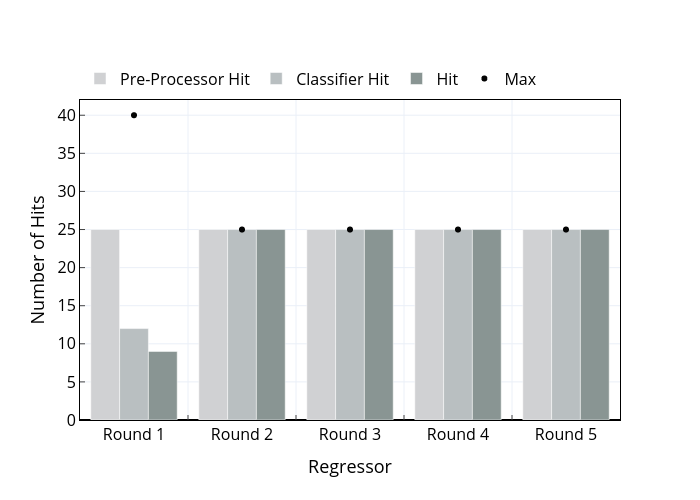 Pre-Processor Hit Classifier Hit Hit Max
Number of Hits
40
35
30
25
20
15
10
5
0
Round 1 Round 2 Round 3 Round 4 Round 5
Regressor